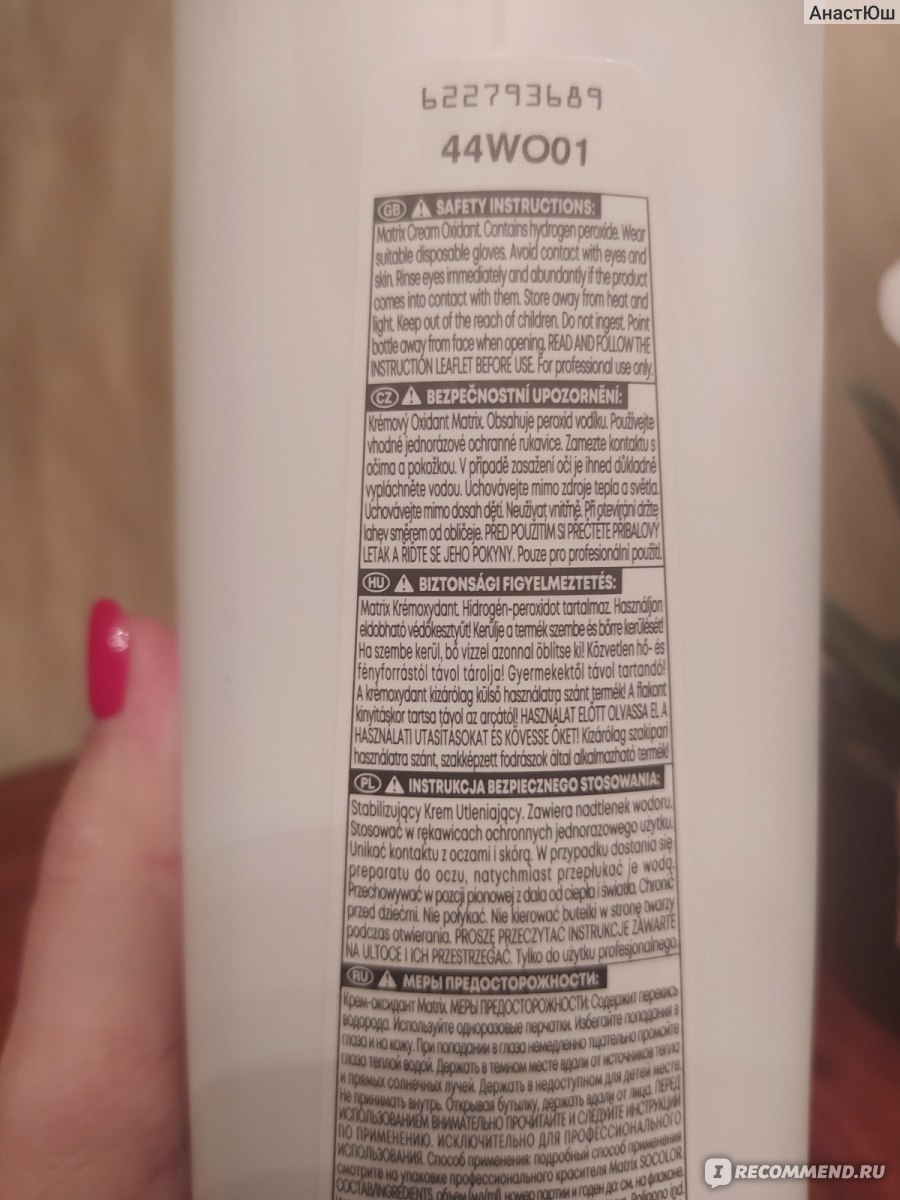 АнастЮш
622793689
44WO01
GB SAFETY INSTRUCTIONS:
Matrix Cream Oxidant. Contains hydrogen peroxide. Wear
suitable disposable gloves. Avoid contact with eyes and
skin. Rinse eyes immediately and abundantly if the product
comes into contact with them. Store away from heat and
light. Keep out of the reach of children. Do not ingest. Point
bottle away from face when opening. READ AND FOLLOW THE
INSTRUCTION LEAFLET BEFORE USE. For professional use only.
CZ BEZPEČNOSTNÍ UPOZORNĚNÍ:
Krémový Oxidant Matrix. Obsahuje peroxid vodíku. Používejte
vhodné jednorázové ochranné rukavice. Zamezte kontaktu s
očima a pokožkou. V případě zasažení očí je ihned důkladně
vypláchněte vodou. Uchovávejte mimo zdroje tepla a světla.
Uchovávejte mimo dosah dětí. Neužívat vnitřně. Při otevírání držte
lahev směrem od obličeje. PŘED POUŽITÍM SI PŘEČTĚTE PŘÍBALOVÝ
LETÁK A ŘIĎTE SE JEHO POKYNY. Pouze pro profesionální použití.
HU BIZTONSÁGI FIGYELMEZTETÉS:
Matrix Krémoxydant. Hidrogén-peroxidot tartalmaz. Használjon
eldobható védőkesztyűt! Kerülje a termék szembe és bőrre kerülését!
Ha szembe kerül, bő vízzel azonnal öblítse ki! Közvetlen hő- és
fényforrástól távol tárolja! Gyermekektől távol tartandó!
A krémoxydant kizárólag külső használatra szánt termék! A flakont
kinyitáskor tartsa távol az arcától! HASZNÁLAT ELŐTT OLVASSA EL A
HASZNÁLATI UTASÍTÁSOKAT ÉS KÖVESSE ŐKET! Kizárólag szakipari
használatra szánt, szakképzett fodrászok által alkalmazható termék!
PL INSTRUKCJA BEZPIECZNEGO STOSOWANIA:
Stabilizujący Krem Utleniający. Zawiera nadtlenek wodoru.
Stosować w rękawicach ochronnych jednorazowego użytku.
Unikać kontaktu z oczami i skórą. W przypadku dostania się
preparatu do oczu, natychmiast przepłukać je wodą.
Przechowywać w pozcji pionowej z dala od ciepła i światła. Chronić
przed dziećmi. Nie połykać. Nie kierować butelki w stronę twarzy
podczas otwierania. PROSZĘ PRZECZYTAĆ INSTRUKCJE ZAWARTE
NA ULTOCE I ICH PRZESTRZEGAĆ. Tylko do użytku profesjonalnego.
RU МЕРЫ ПРЕДОСТОРОЖНОСТИ:
Крем-оксидант Matrix. МЕРЫ ПРЕДОСТОРОЖНОСТИ: Содержит перекись
водорода. Используйте одноразовые перчатки. Избегайте попадания в
глаза и на кожу. При попадании в глаза немедленно тщательно промойте
глаза теплой водой. Держать в темном месте вдали от источников тепла
и прямых солнечных лучей. Держать в недоступном для детей месте.
Не принимать внутрь. Открывая бутылку, держать вдали от лица. ПЕРЕД
ИСПОЛЬЗОВАНИЕМ ВНИМАТЕЛЬНО ПРОЧИТАЙТЕ И СЛЕДУЙТЕ ИНСТРУКЦИИ
ПО ПРИМЕНЕНИЮ. ИСКЛЮЧИТЕЛЬНО ДЛЯ ПРОФЕССИОНАЛЬНОГО
ИСПОЛЬЗОВАНИЯ. Способ применения: подробный способ применения
смотрите на упаковке профессионального красителя Matrix SOCOLOR.
СОСТАВ/INGREDIENTS, объем (мл/ml), номер партии и годен до: см. на флаконе.
Poligono Ind.
I RECOMMEND.RU